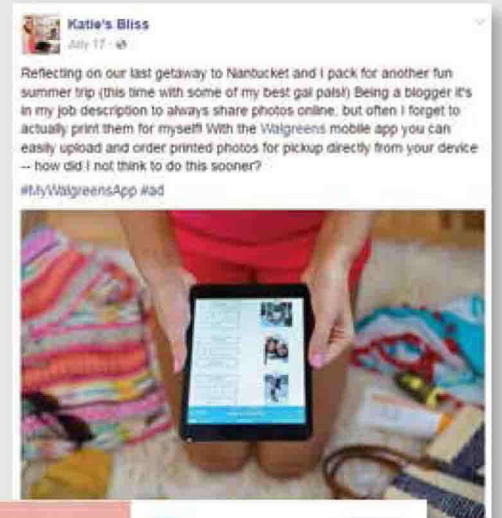 Katie's Bliss
July 17
Reflecting on our last getaway to Nantucket and I pack for another fun
summer trip (this time with some of my best gal pals!) Being a blogger it's
in my job description to always share photos online, but often I forget to
actually print them for myself! With the Walgreens mobile app you can
easily upload and order printed photos for pickup directly from your device
-- how did I not think to do this sooner?
#MyWalgreensApp #ad